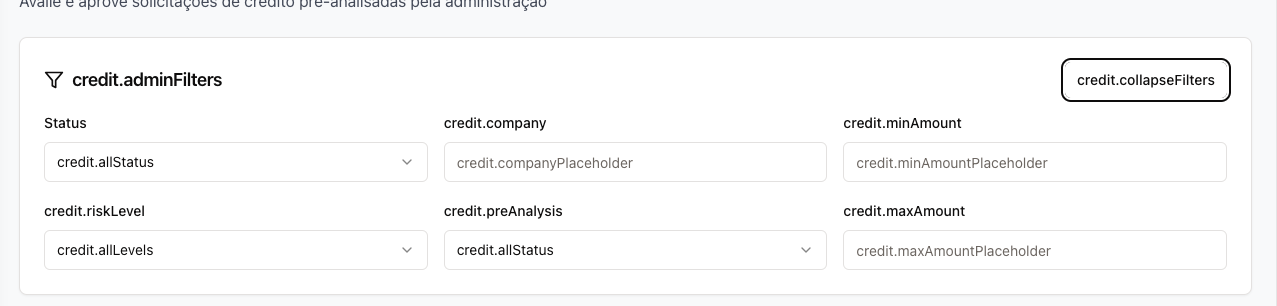 Avalie e aprove solicitações de crédito pré-analisadas pela administração
credit.adminFilters
credit.collapseFilters
Status
credit.company
credit.minAmount
credit.allStatus
credit.companyPlaceholder
credit.minAmountPlaceholder
credit.riskLevel
credit.preAnalysis
credit.maxAmount
credit.allLevels
credit.allStatus
credit.maxAmountPlaceholder